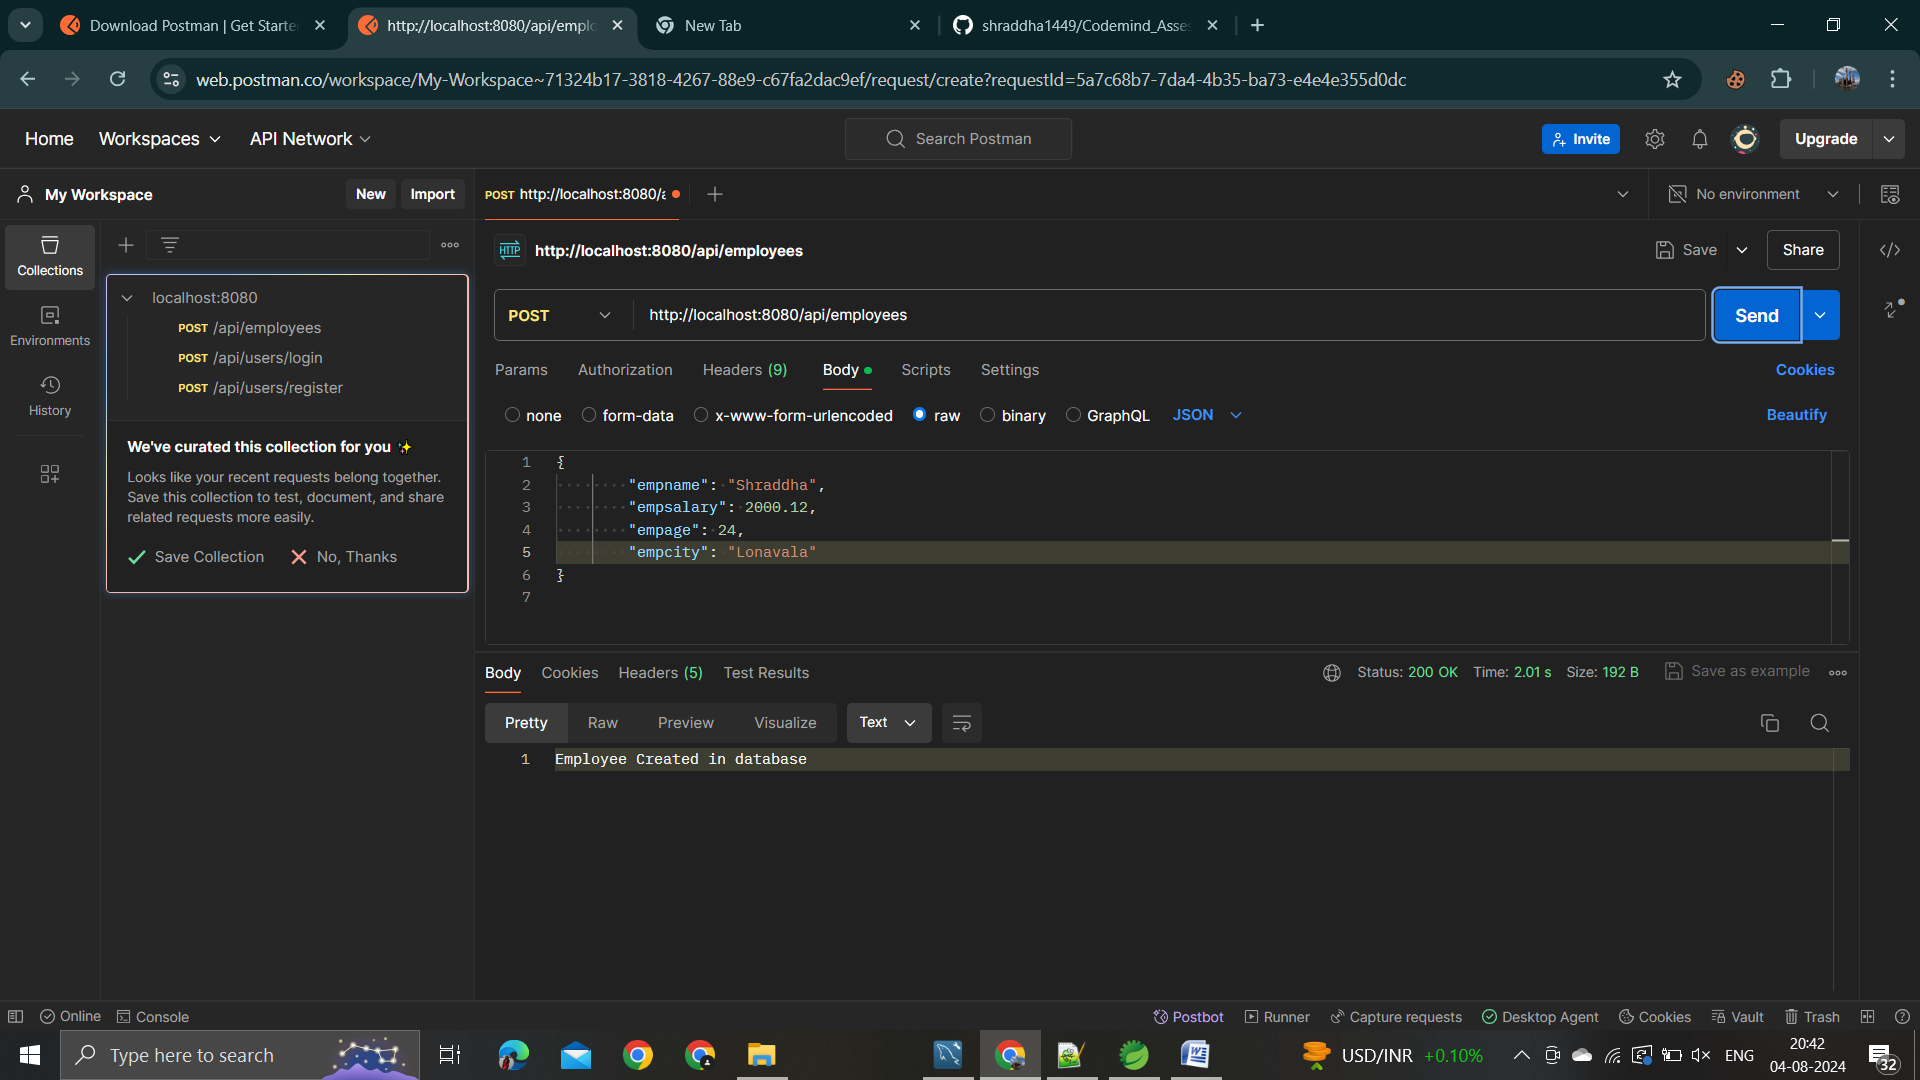 Download Postman | Get Starte
http://localhost:8080/api/emplo
New Tab
shraddha1449/Codemind_Asses
web.postman.co/workspace/My-Workspace~71324b17-3818-4267-88e9-c67fa2dac9ef/request/create?requestId=5a7c68b7-7da4-4b35-ba73-e4e4e355d0dc
Home
Workspaces
API Network
Search Postman
Invite
Upgrade
My Workspace
New
Import
POST http://localhost:8080/a
No environment
Collections
Environments
History
localhost:8080
POST /api/employees
POST /api/users/login
POST /api/users/register
We've curated this collection for you
Looks like your recent requests belong together.
Save this collection to test, document, and share
related requests more easily.
Save Collection
No, Thanks
HTTP
http://localhost:8080/api/employees
Save
Share
POST
http://localhost:8080/api/employees
Send
Params
Authorization
Headers (9)
Body
Scripts
Settings
Cookies
none
form-data
x-www-form-urlencoded
raw
binary
GraphQL
JSON
Beautify
1 {
2 "empname": "Shraddha",
3 "empsalary": 2000.12,
4 "empage": 24,
5 "empcity": "Lonavala"
6 }
7
Body
Cookies
Headers (5)
Test Results
Status: 200 OK
Time: 2.01 s
Size: 192 B
Save as example
Pretty
Raw
Preview
Visualize
Text
1 Employee Created in database
Online
Console
Postbot
Runner
Capture requests
Desktop Agent
Cookies
Vault
Trash
Type here to search
USD/INR +0.10%
ENG
20:42
04-08-2024
32